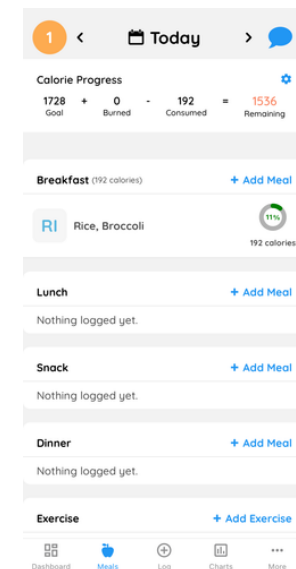 1 < Today >
Calorie Progress
1728 + 0 - 192 = 1536
Goal Burned Consumed Remaining
Breakfast (192 calories) + Add Meal
RI Rice, Broccoli 11%
192 calories
Lunch + Add Meal
Nothing logged yet.
Snack + Add Meal
Nothing logged yet.
Dinner + Add Meal
Nothing logged yet.
Exercise + Add Exercise
Dashboard Meals Log Charts More